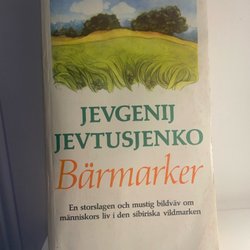 JEVGENIJ
JEVTUSJENKO
Bärmarker
En storslagen och mustig bildväv om
människors liv i den sibiriska vildmarken